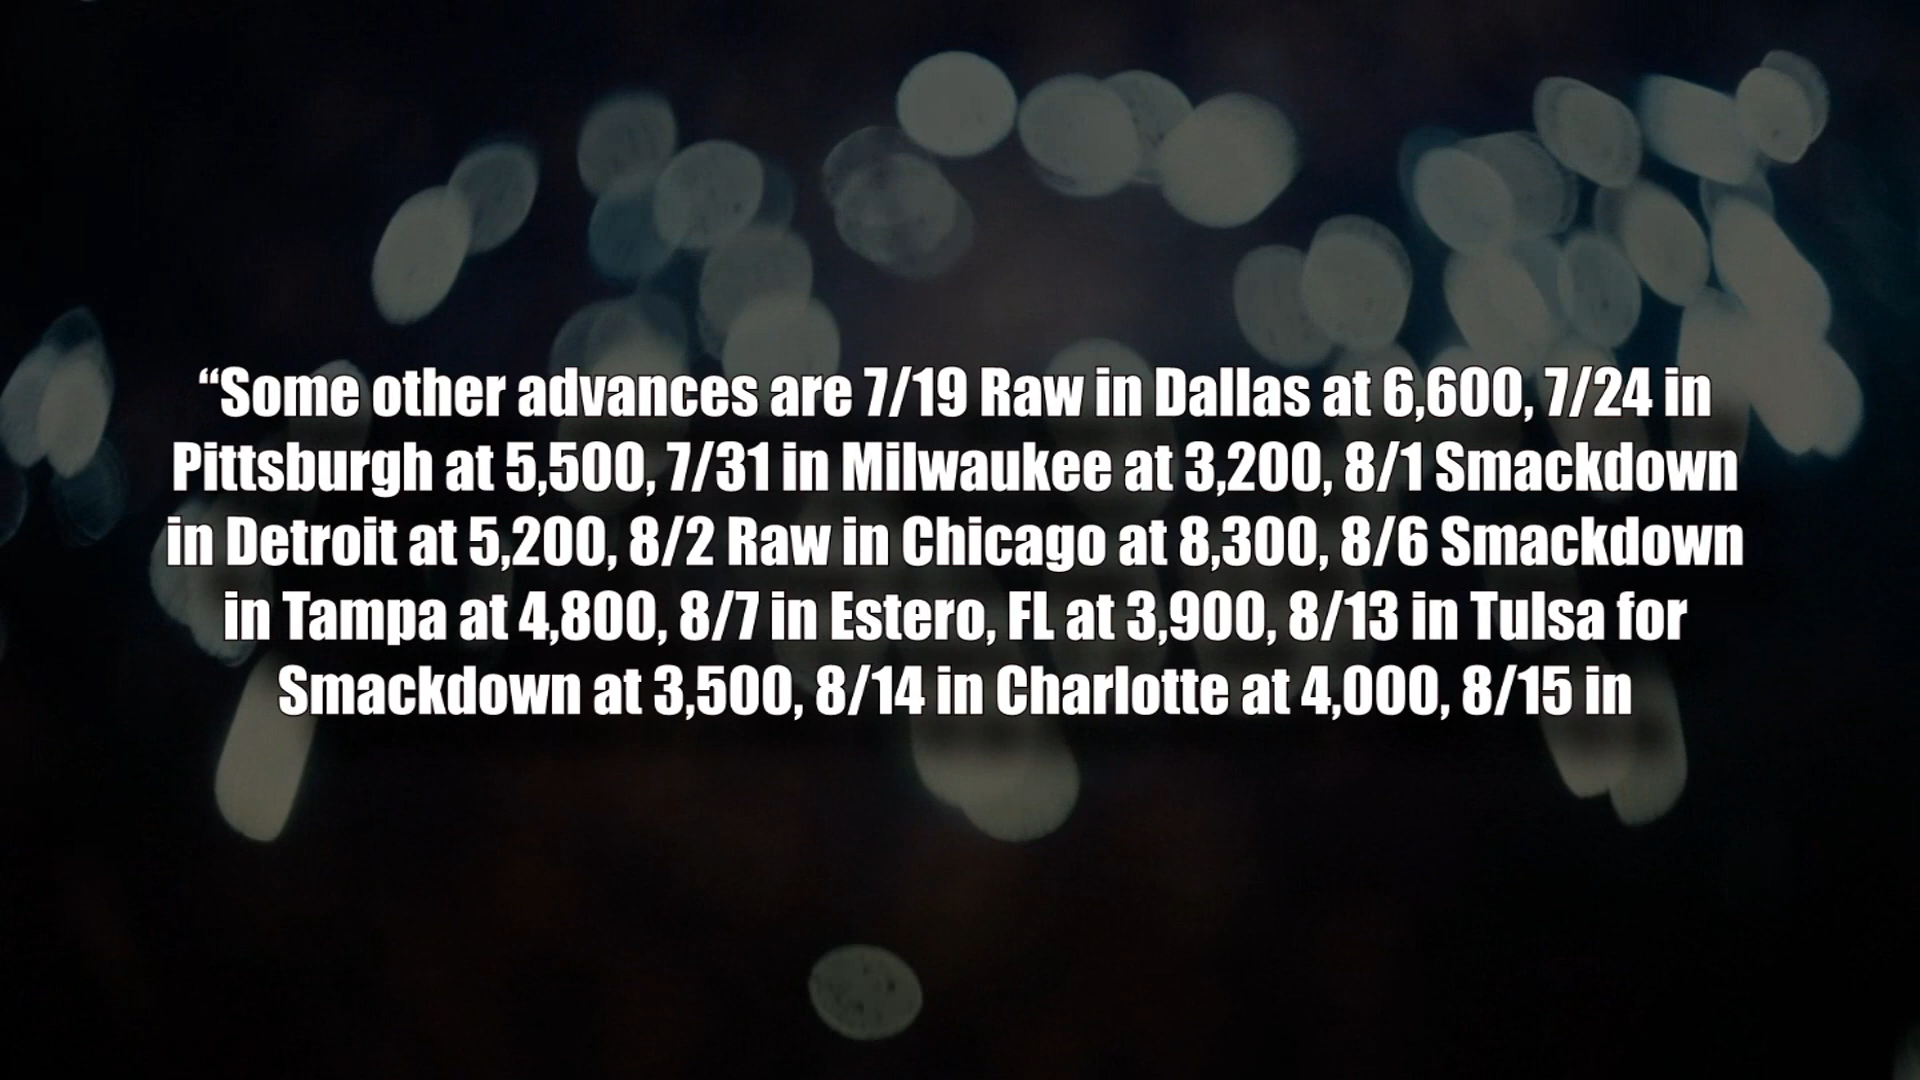 “Some other advances are 7/19 Raw in Dallas at 6,600, 7/24 in
Pittsburgh at 5,500, 7/31 in Milwaukee at 3,200, 8/1 Smackdown
in Detroit at 5,200, 8/2 Raw in Chicago at 8,300, 8/6 Smackdown
in Tampa at 4,800, 8/7 in Estero, FL at 3,900, 8/13 in Tulsa for
Smackdown at 3,500, 8/14 in Charlotte at 4,000, 8/15 in